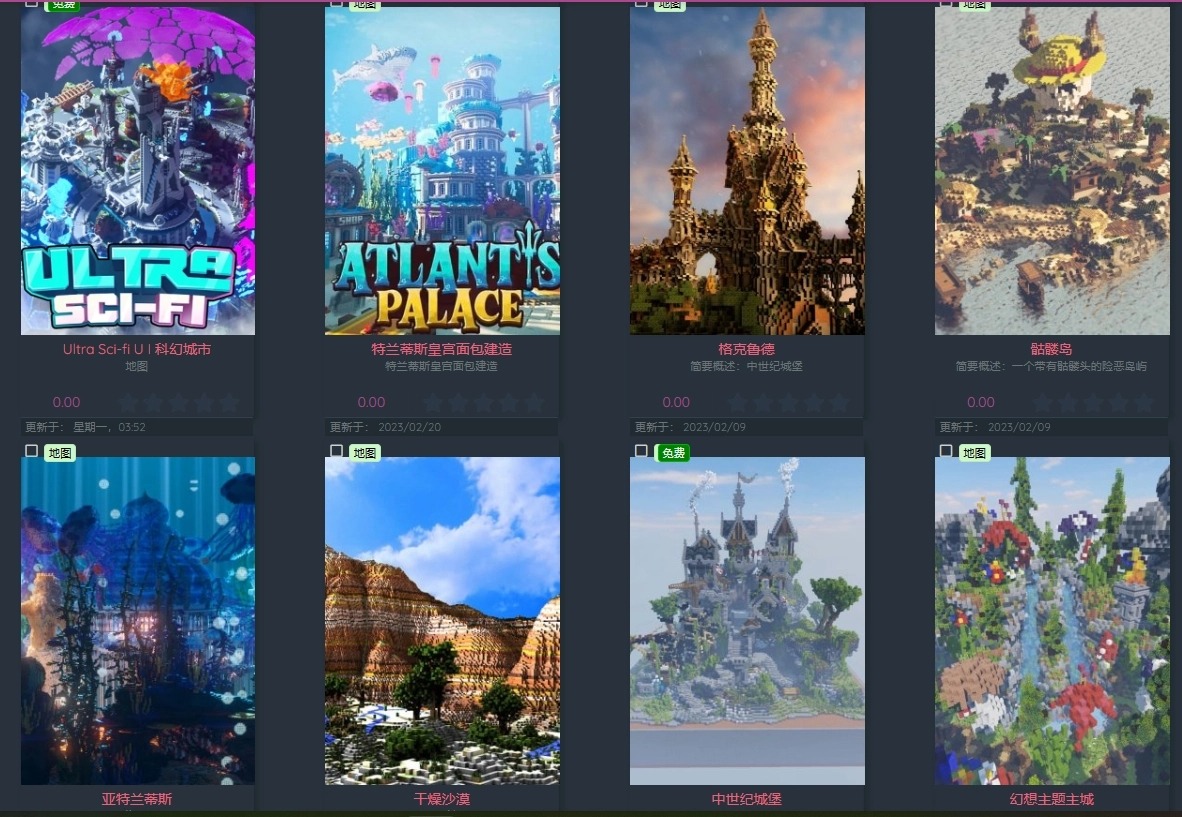 免费
地图
地图
地图
ULTRA
SCI-FI
ATLANTIS
PALACE
Ultra Sci-fi U l 科幻城市
地图
特兰蒂斯皇宫面包建造
特兰蒂斯皇宫面包建造
格克鲁德
简要概述：中世纪城堡
骷髅岛
简要概述：一个带有骷髅头的险恶岛屿
0.00
0.00
0.00
0.00
更新于： 星期一，03:52
更新于： 2023/02/20
更新于： 2023/02/09
更新于： 2023/02/09
地图
地图
免费
地图
亚特兰蒂斯
干燥沙漠
中世纪城堡
幻想主题主城